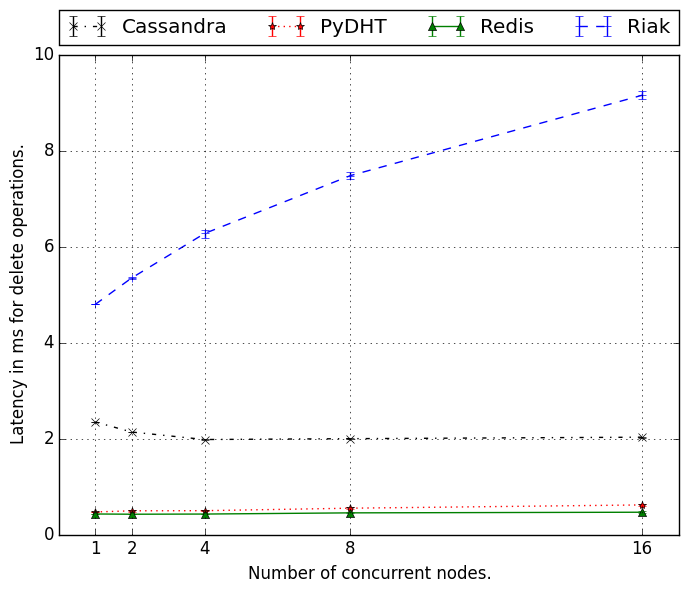 Cassandra PyDHT Redis Riak
10
8
6
4
2
0
Latency in ms for delete operations.
1 2 4 8 16
Number of concurrent nodes.